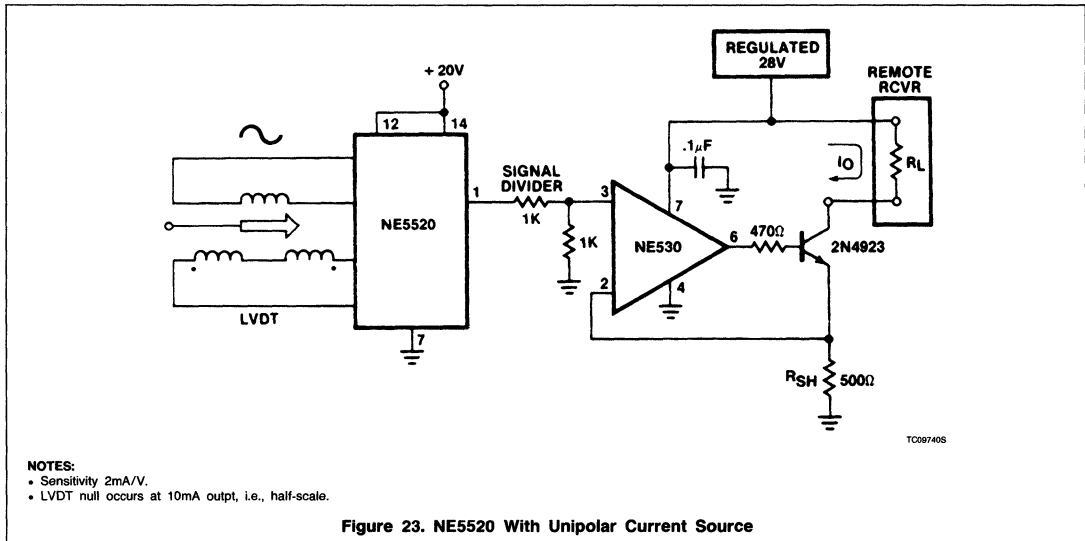 REGULATED
28V
REMOTE
RCVR
+ 20V
12
14
.1μF
IO
RL
SIGNAL
DIVIDER
1
3
7
1K
NE5520
NE530
6
470Ω
2N4923
1K
2
4
LVDT
7
RSH
500Ω
TC09740S
NOTES:
• Sensitivity 2mA/V.
• LVDT null occurs at 10mA outpt, i.e., half-scale.
Figure 23. NE5520 With Unipolar Current Source